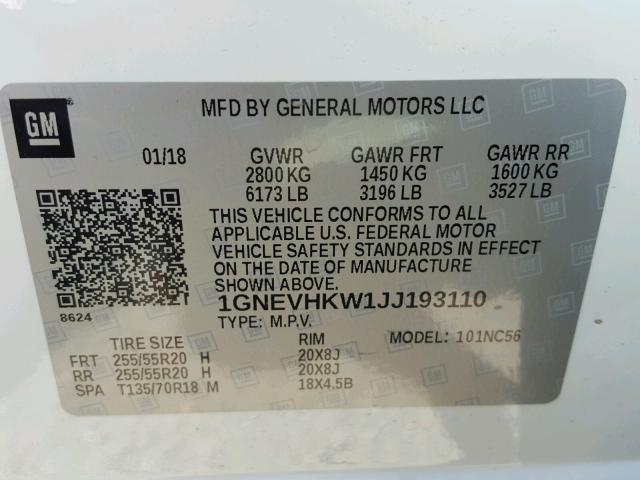 GM
MFD BY GENERAL MOTORS LLC
01/18 GVWR GAWR FRT GAWR RR
2800 KG 1450 KG 1600 KG
6173 LB 3196 LB 3527 LB
THIS VEHICLE CONFORMS TO ALL
APPLICABLE U.S. FEDERAL MOTOR
VEHICLE SAFETY STANDARDS IN EFFECT
ON THE DATE OF MANUFACTURE
SHOWN ABOVE.
8624
1GNEVHKW1JJ193110
TYPE: M.P.V. MODEL: 101NC56
TIRE SIZE RIM
FRT 255/55R20 H 20X8J
RR 255/55R20 H 20X8J
SPA T135/70R18 M 18X4.5B